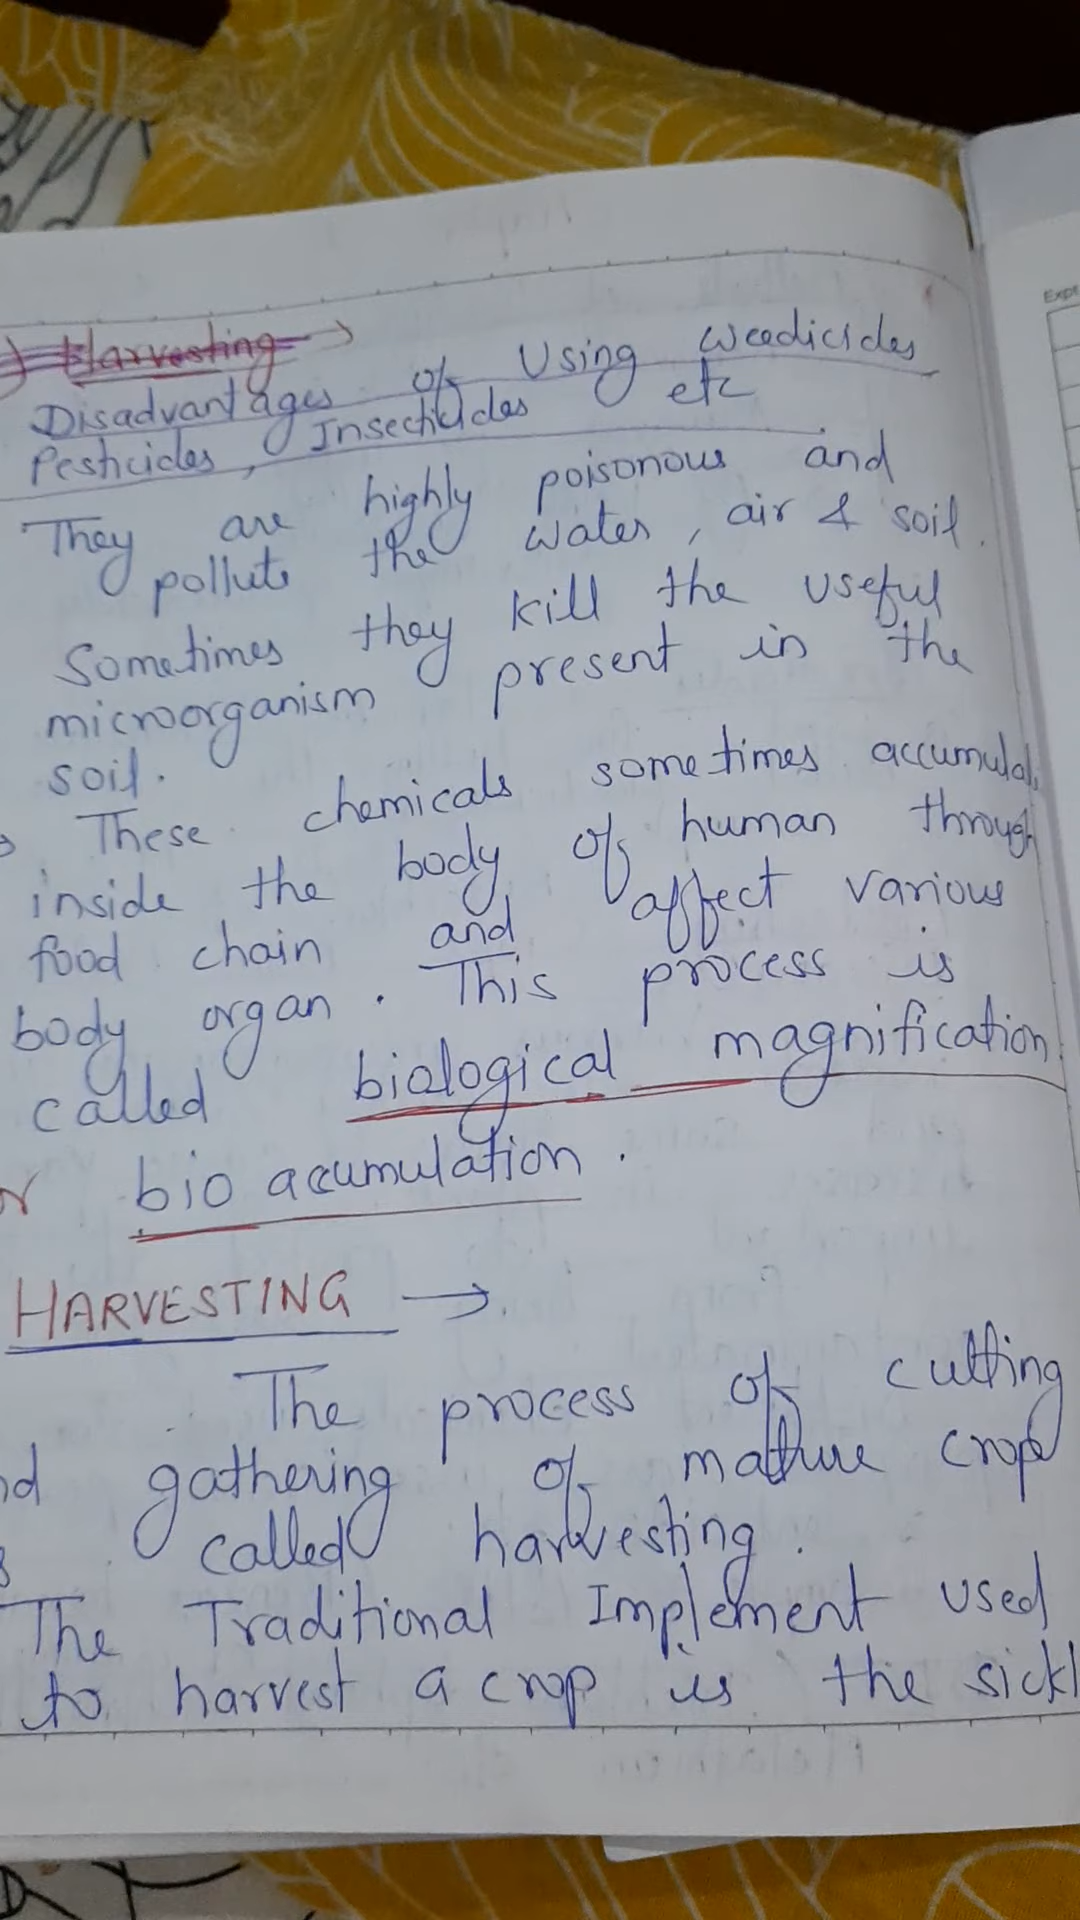 Harvesting →
Disadvantages of Using weedicides
Pesticides, Insecticides etc
They are highly poisonous and
pollute the water, air & soil.
Sometimes they kill the useful
microorganism present in the
soil.
These chemicals sometimes accumulat
inside the body of human through
food chain and affect various
body organ. This process is
called biological magnification
or bio acumulation.
HARVESTING →
The process of cutting
nd gathering of mature crop
s called harvesting.
The Traditional Implement used
to harvest a crop is the sickl